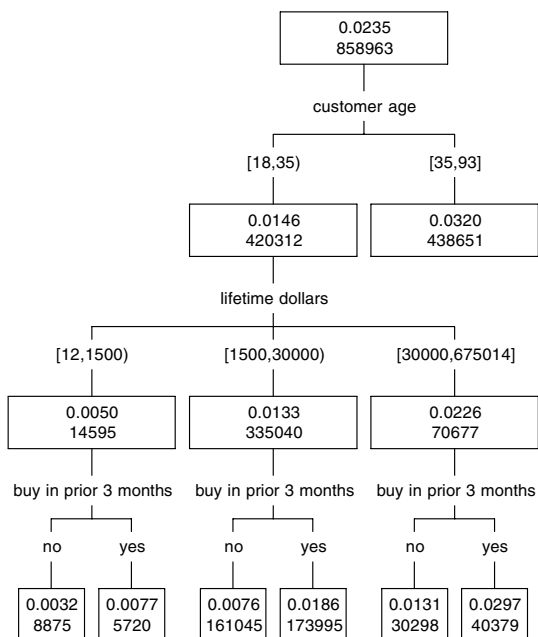 0.0235
858963
customer age
[18,35) [35,93]
0.0146 0.0320
420312 438651
lifetime dollars
[12,1500) [1500,30000) [30000,675014]
0.0050 0.0133 0.0226
14595 335040 70677
buy in prior 3 months buy in prior 3 months buy in prior 3 months
no yes no yes no yes
0.0032 0.0077 0.0076 0.0186 0.0131 0.0297
8875 5720 161045 173995 30298 40379